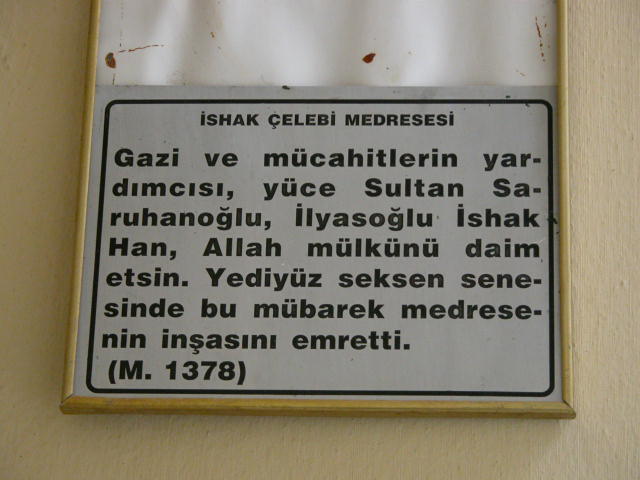 İSHAK ÇELEBİ MEDRESESİ
Gazi ve mücahitlerin yar-
dımcısı, yüce Sultan Sa-
ruhanoğlu, İlyasoğlu İshak
Han, Allah mülkünü daim
etsin. Yediyüz seksen sene-
sinde bu mübarek medrese-
nin inşasını emretti.
(M. 1378)